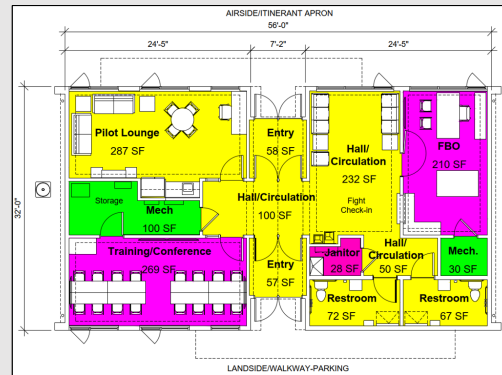 AIRSIDE/ITINERANT APRON
56'-0"
24'-5"
7'-2"
24'-5"
32'-0"
Pilot Lounge
287 SF
Entry
58 SF
Hall/
Circulation
232 SF
Fight
Check-in
FBO
210 SF
Storage
Mech
100 SF
Hall/Circulation
100 SF
Training/Conference
269 SF
Entry
57 SF
Janitor
28 SF
Hall/
Circulation
50 SF
Mech.
30 SF
Restroom
72 SF
Restroom
67 SF
LANDSIDE/WALKWAY-PARKING